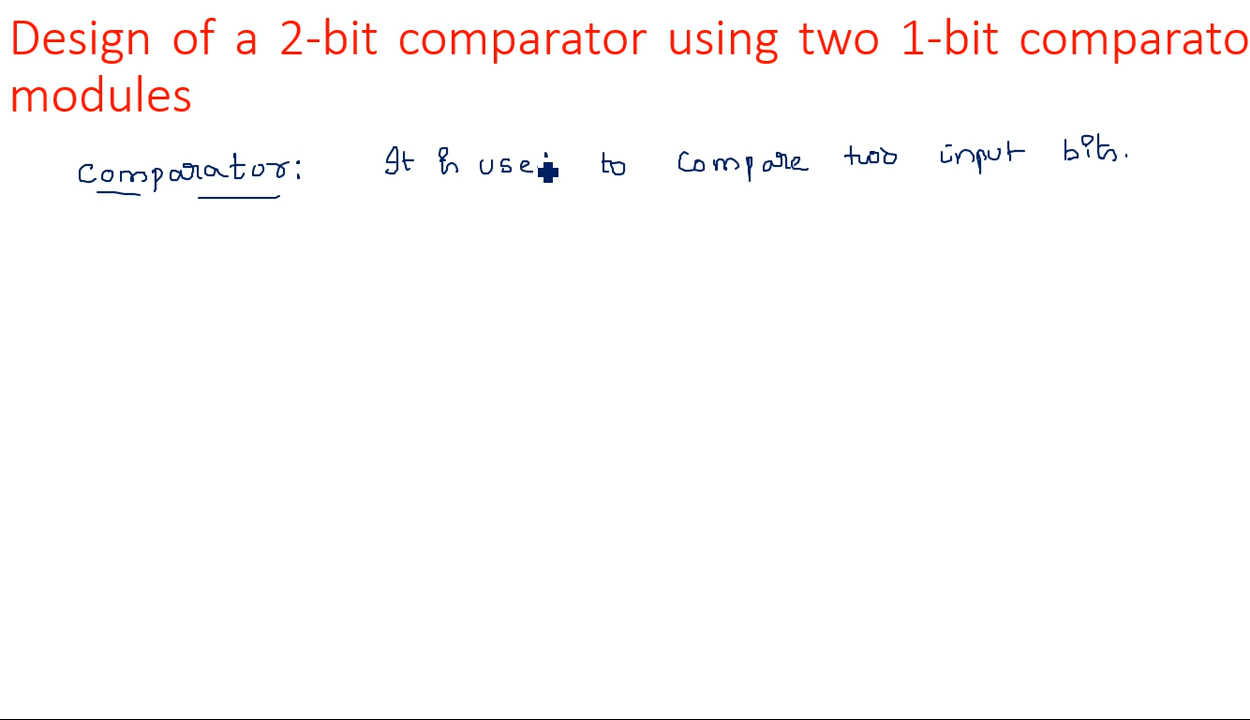 Design of a 2-bit comparator using two 1-bit comparato
modules
comparator: It is use to compare two input bits.